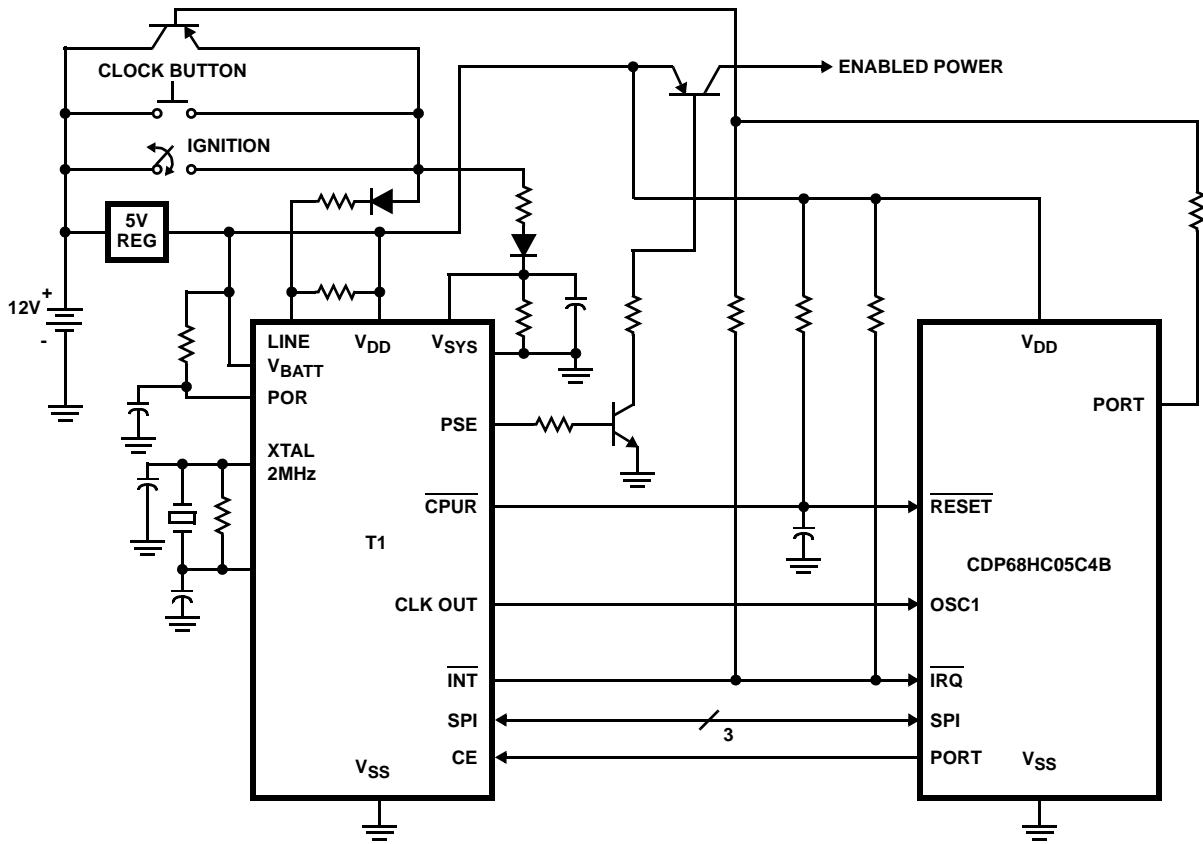 CLOCK BUTTON
ENABLED POWER
IGNITION
5V
REG
12V
+
-
LINE
VDD
VSYS
VBATT
POR
PSE
XTAL
2MHz
CPUR
T1
CLK OUT
INT
SPI
CE
VSS
3
VDD
PORT
RESET
CDP68HC05C4B
OSC1
IRQ
SPI
PORT
VSS